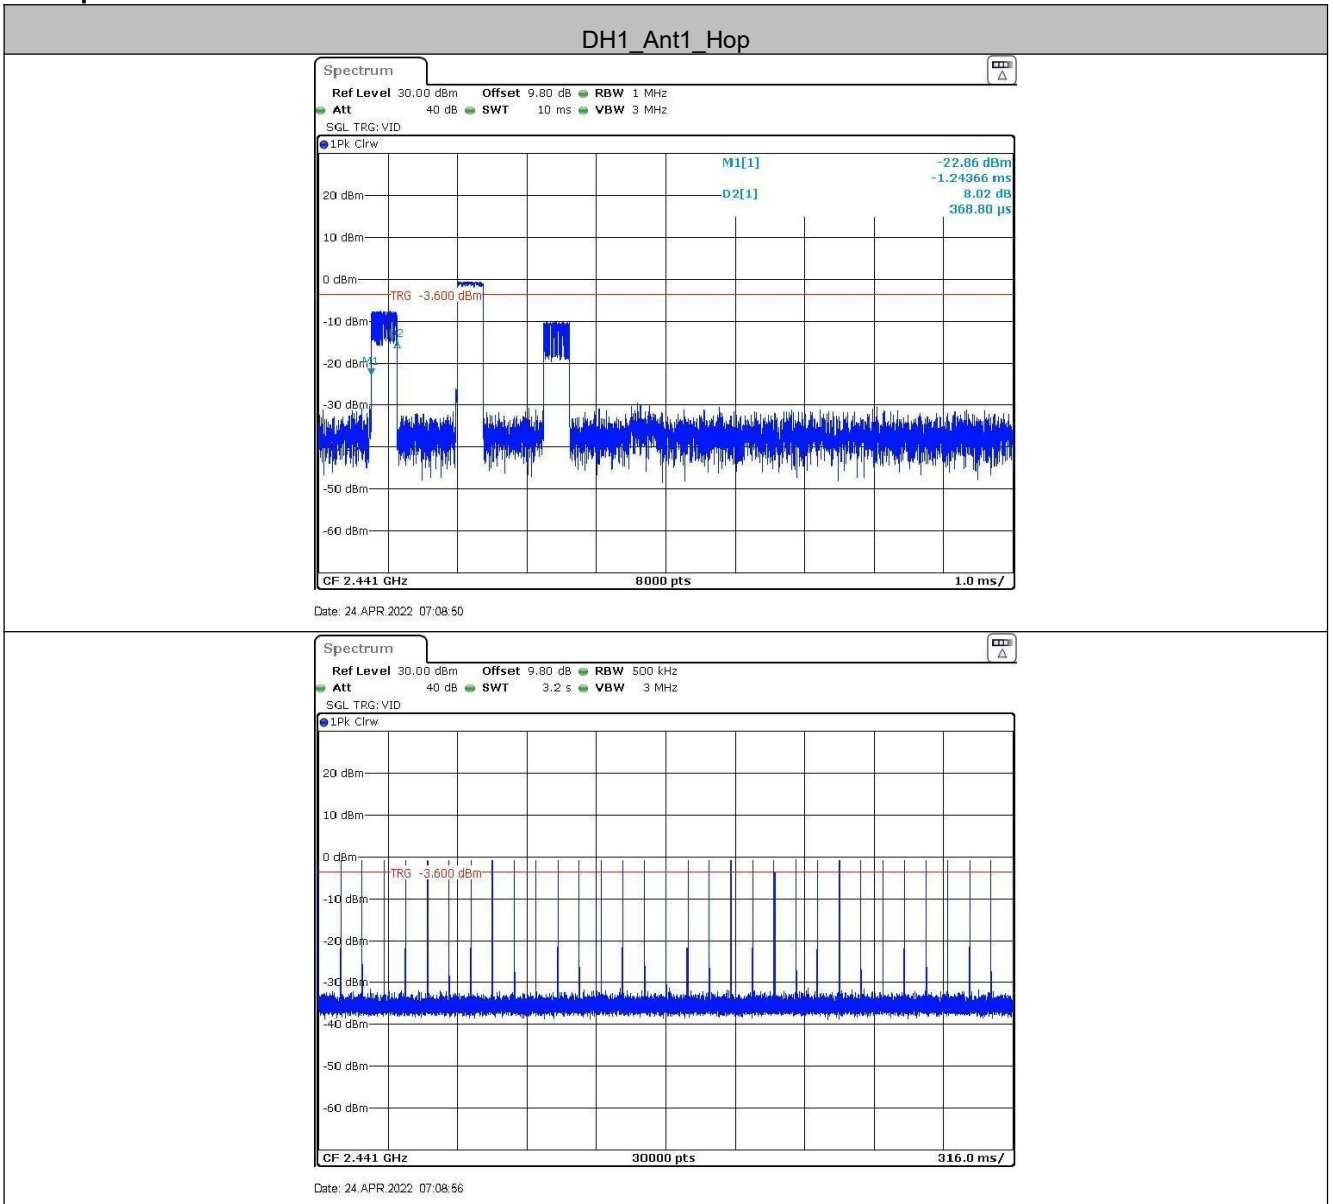 DH1_Ant1_Hop
Spectrum
Ref Level 30.00 dBm Offset 9.80 dB RBW 1 MHz
Att 40 dB SWT 10 ms VBW 3 MHz
SGL TRG: VID
1Pk Clrw
M1[1] -22.86 dBm
-1.24366 ms
D2[1] 8.02 dB
368.80 µs
20 dBm
10 dBm
0 dBm
TRG -3.600 dBm
-10 dBm
D2
-20 dBm
M1
-30 dBm
-50 dBm
-60 dBm
CF 2.441 GHz 8000 pts 1.0 ms/
Date: 24.APR.2022 07:08:50
Spectrum
Ref Level 30.00 dBm Offset 9.80 dB RBW 500 kHz
Att 40 dB SWT 3.2 s VBW 3 MHz
SGL TRG: VID
1Pk Clrw
20 dBm
10 dBm
0 dBm
TRG -3.600 dBm
-10 dBm
-20 dBm
-30 dBm
-40 dBm
-50 dBm
-60 dBm
CF 2.441 GHz 30000 pts 316.0 ms/
Date: 24.APR.2022 07:08:56